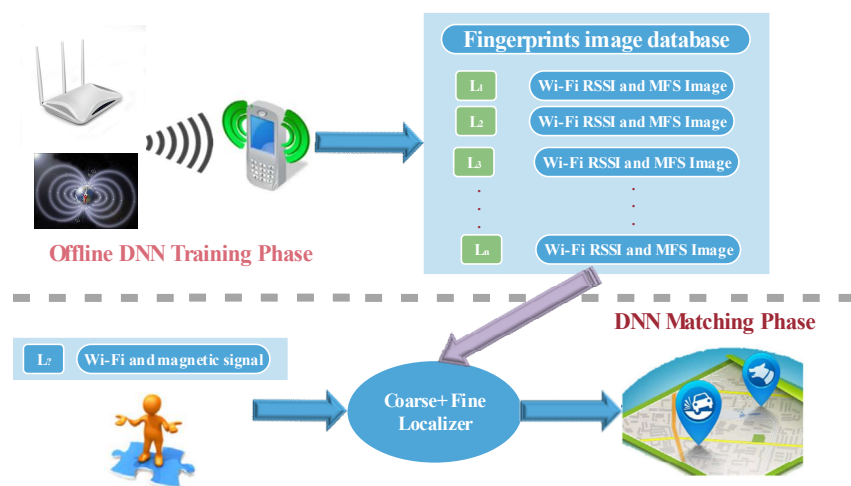 Fingerprints image database
L1 Wi-Fi RSSI and MFS Image
L2 Wi-Fi RSSI and MFS Image
L3 Wi-Fi RSSI and MFS Image
Ln Wi-Fi RSSI and MFS Image
Offline DNN Training Phase
DNN Matching Phase
L? Wi-Fi and magnetic signal
Coarse+Fine
Localizer